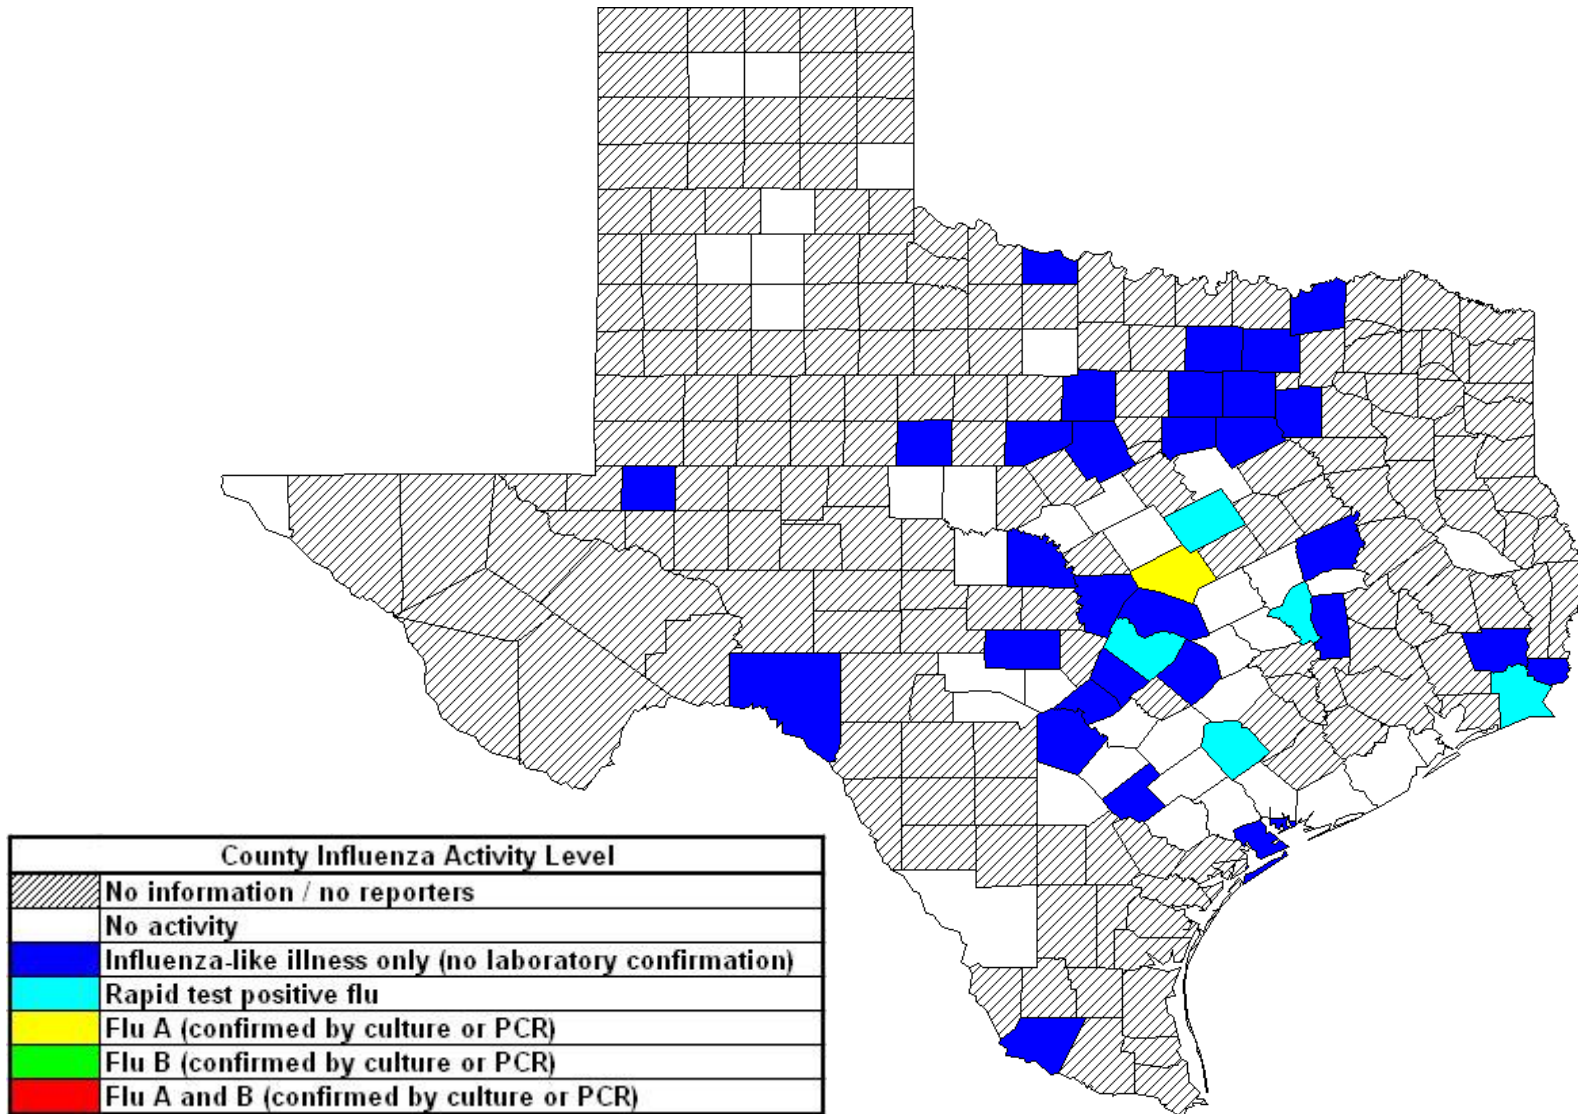 County Influenza Activity Level
No information / no reporters
No activity
Influenza-like illness only (no laboratory confirmation)
Rapid test positive flu
Flu A (confirmed by culture or PCR)
Flu B (confirmed by culture or PCR)
Flu A and B (confirmed by culture or PCR)